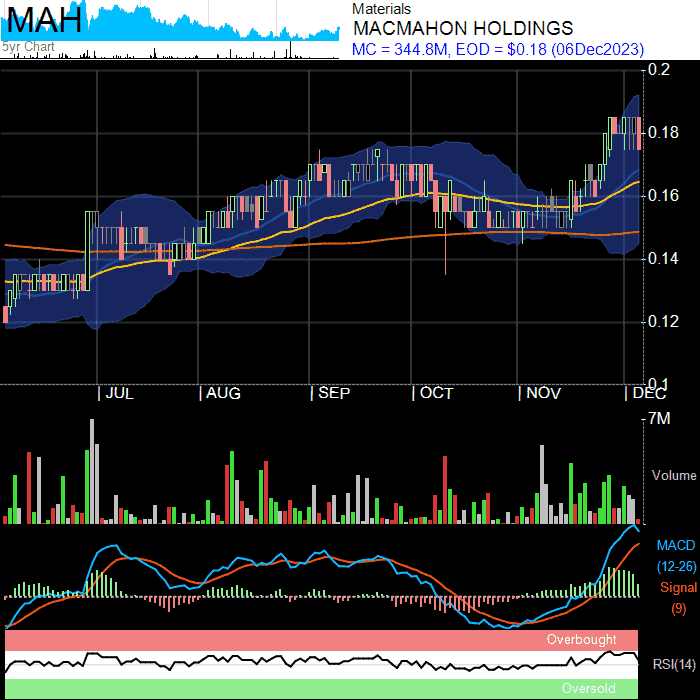 MAH
5yr Chart
Materials
MACMAHON HOLDINGS
MC = 344.8M, EOD = $0.18 (06Dec2023)
0.2
0.18
0.16
0.14
0.12
0.1
| JUL | AUG | SEP | OCT | NOV | DEC
7M
Volume
MACD
(12-26)
Signal
(9)
Overbought
RSI(14)
Oversold